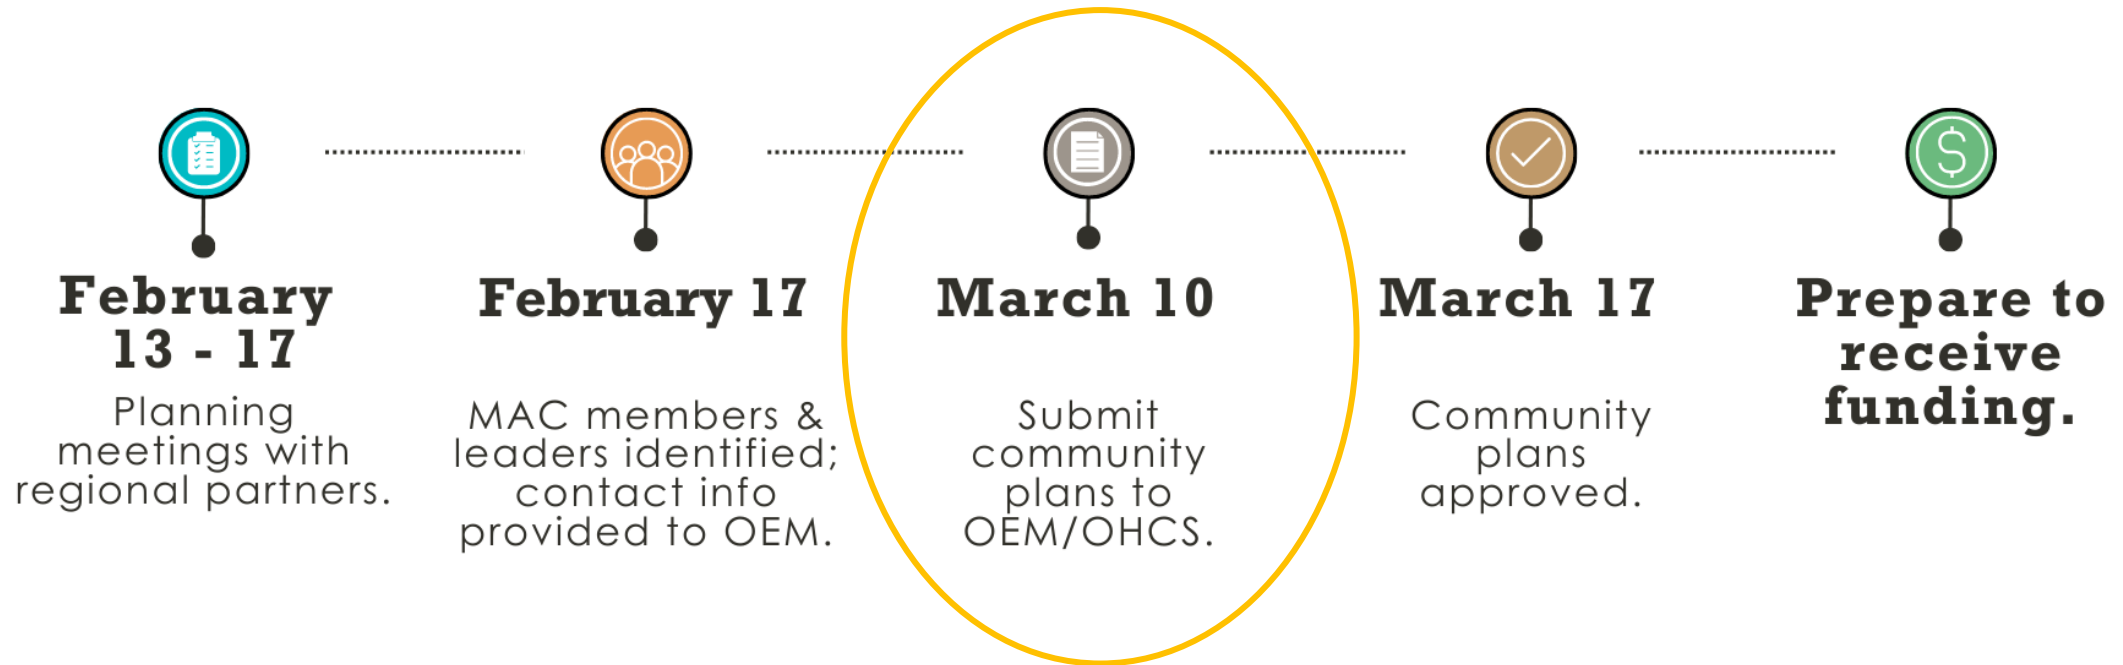 February
13 - 17
Planning
meetings with
regional partners.
February 17
MAC members &
leaders identified;
contact info
provided to OEM.
March 10
Submit
community
plans to
OEM/OHCS.
March 17
Community
plans
approved.
Prepare to
receive
funding.